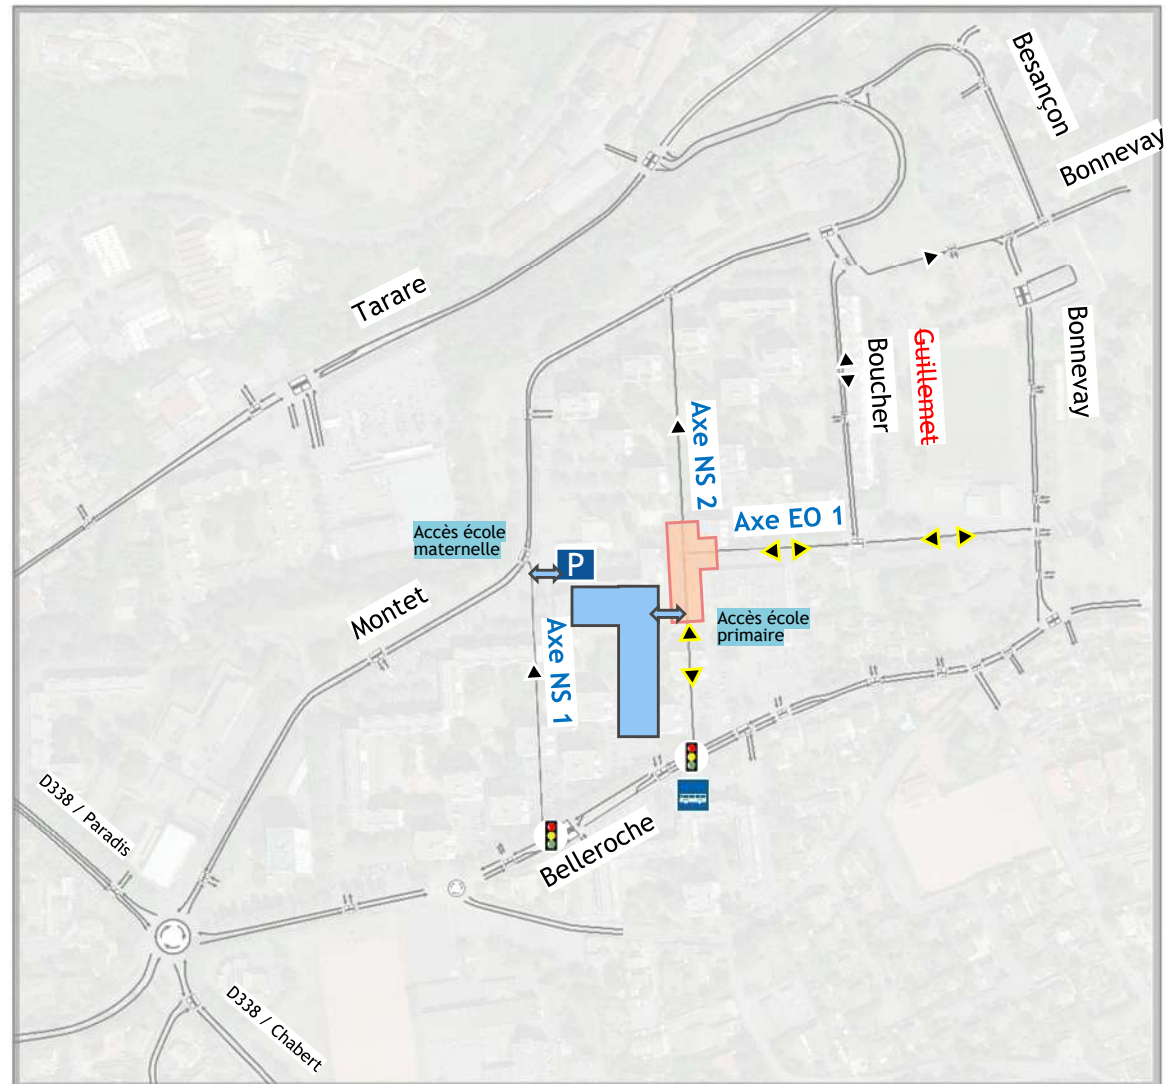 Besançon
Bonnevay
Tarare
Bonnevay
Boucher
Guillemet
Axe NS 2
Axe EO 1
Accès école
maternelle
P
Montet
Accès école
primaire
Axe NS 1
D338 / Paradis
Belleroche
D338 / Chabert